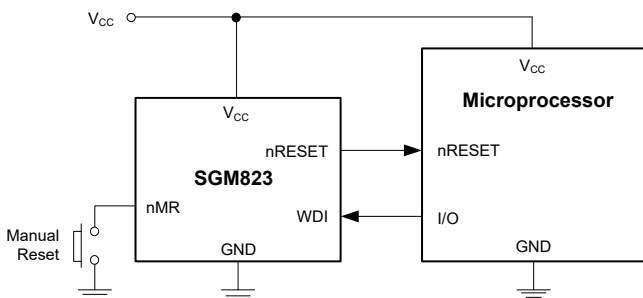 VCC
VCC
Microprocessor
VCC
nRESET
SGM823
nRESET
nMR
WDI
I/O
Manual
Reset
GND
GND